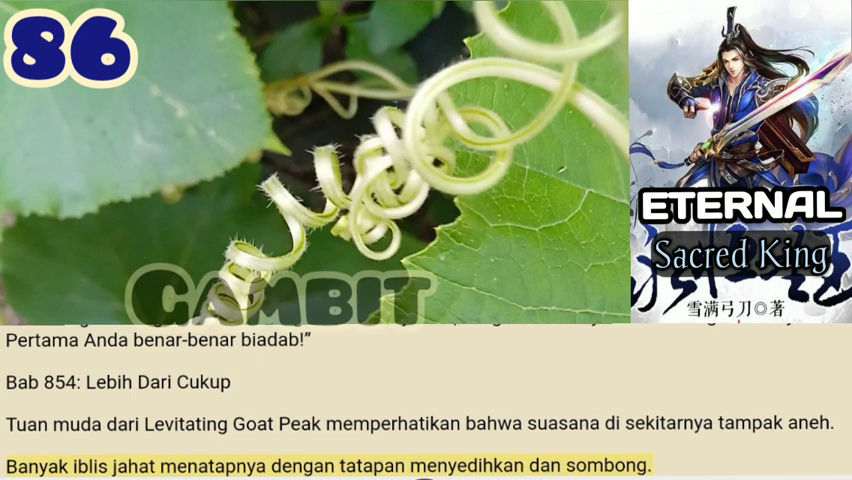 86
ETERNAL
Sacred King
雪满弓刀◎著
GAMBIT
Pertama Anda benar-benar biadab!”
Bab 854: Lebih Dari Cukup
Tuan muda dari Levitating Goat Peak memperhatikan bahwa suasana di sekitarnya tampak aneh.
Banyak iblis jahat menatapnya dengan tatapan menyedihkan dan sombong.